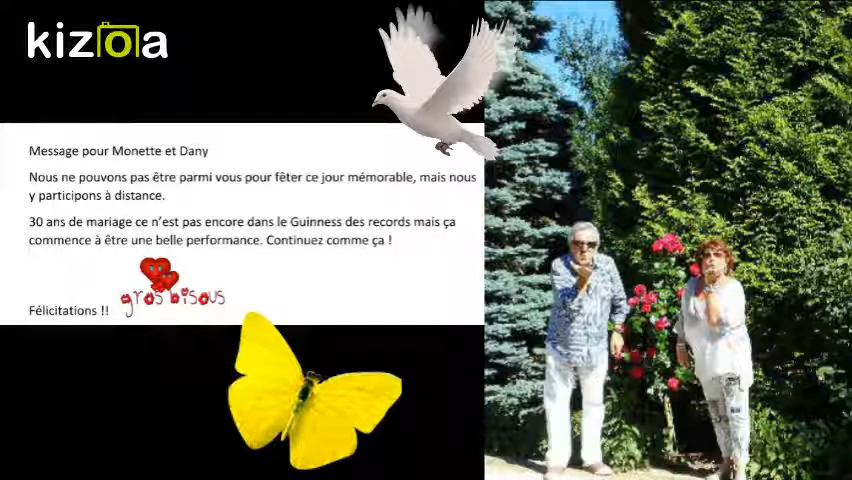 kizoa
Message pour Monette et Dany
Nous ne pouvons pas être parmi vous pour fêter ce jour mémorable, mais nous
y participons à distance.
30 ans de mariage ce n’est pas encore dans le Guinness des records mais ça
commence à être une belle performance. Continuez comme ça !
gros bisous
Félicitations !!